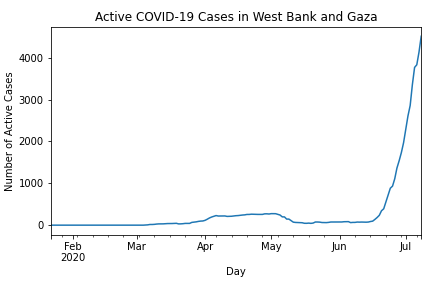 Active COVID-19 Cases in West Bank and Gaza
Number of Active Cases
4000
3000
2000
1000
0
Feb
2020
Mar
Apr
May
Jun
Jul
Day